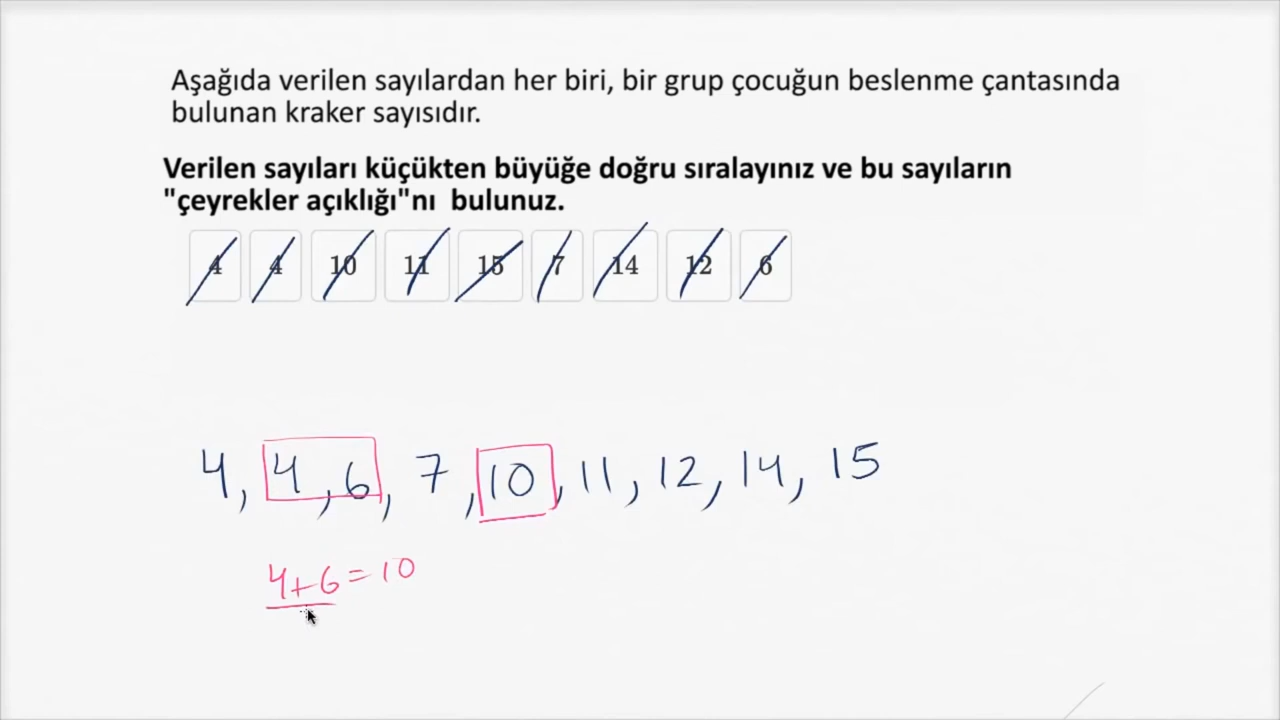 Aşağıda verilen sayılardan her biri, bir grup çocuğun beslenme çantasında
bulunan kraker sayısıdır.
Verilen sayıları küçükten büyüğe doğru sıralayınız ve bu sayıların
"çeyrekler açıklığı"nı bulunuz.
4 4 10 11 15 7 14 12 6
4, 4, 6, 7, 10, 11, 12, 14, 15
4+6=10